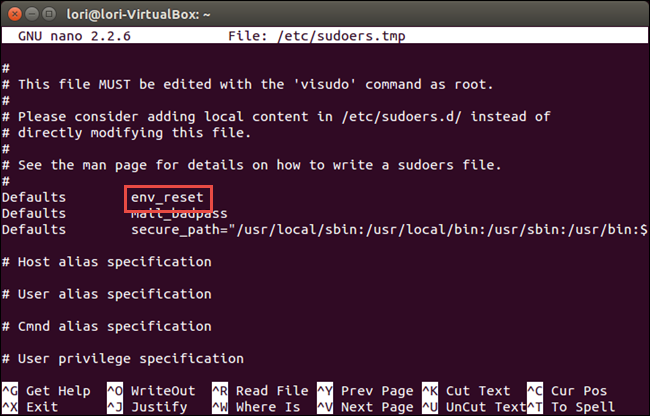 lori@lori-VirtualBox: ~
GNU nano 2.2.6 File: /etc/sudoers.tmp
#
# This file MUST be edited with the 'visudo' command as root.
#
# Please consider adding local content in /etc/sudoers.d/ instead of
# directly modifying this file.
#
# See the man page for details on how to write a sudoers file.
#
Defaults env_reset
Defaults mail_badpass
Defaults secure_path="/usr/local/sbin:/usr/local/bin:/usr/sbin:/usr/bin:$
# Host alias specification
# User alias specification
# Cmnd alias specification
# User privilege specification
^G Get Help ^O WriteOut ^R Read File ^Y Prev Page ^K Cut Text ^C Cur Pos
^X Exit ^J Justify ^W Where Is ^V Next Page ^U UnCut Text ^T To Spell